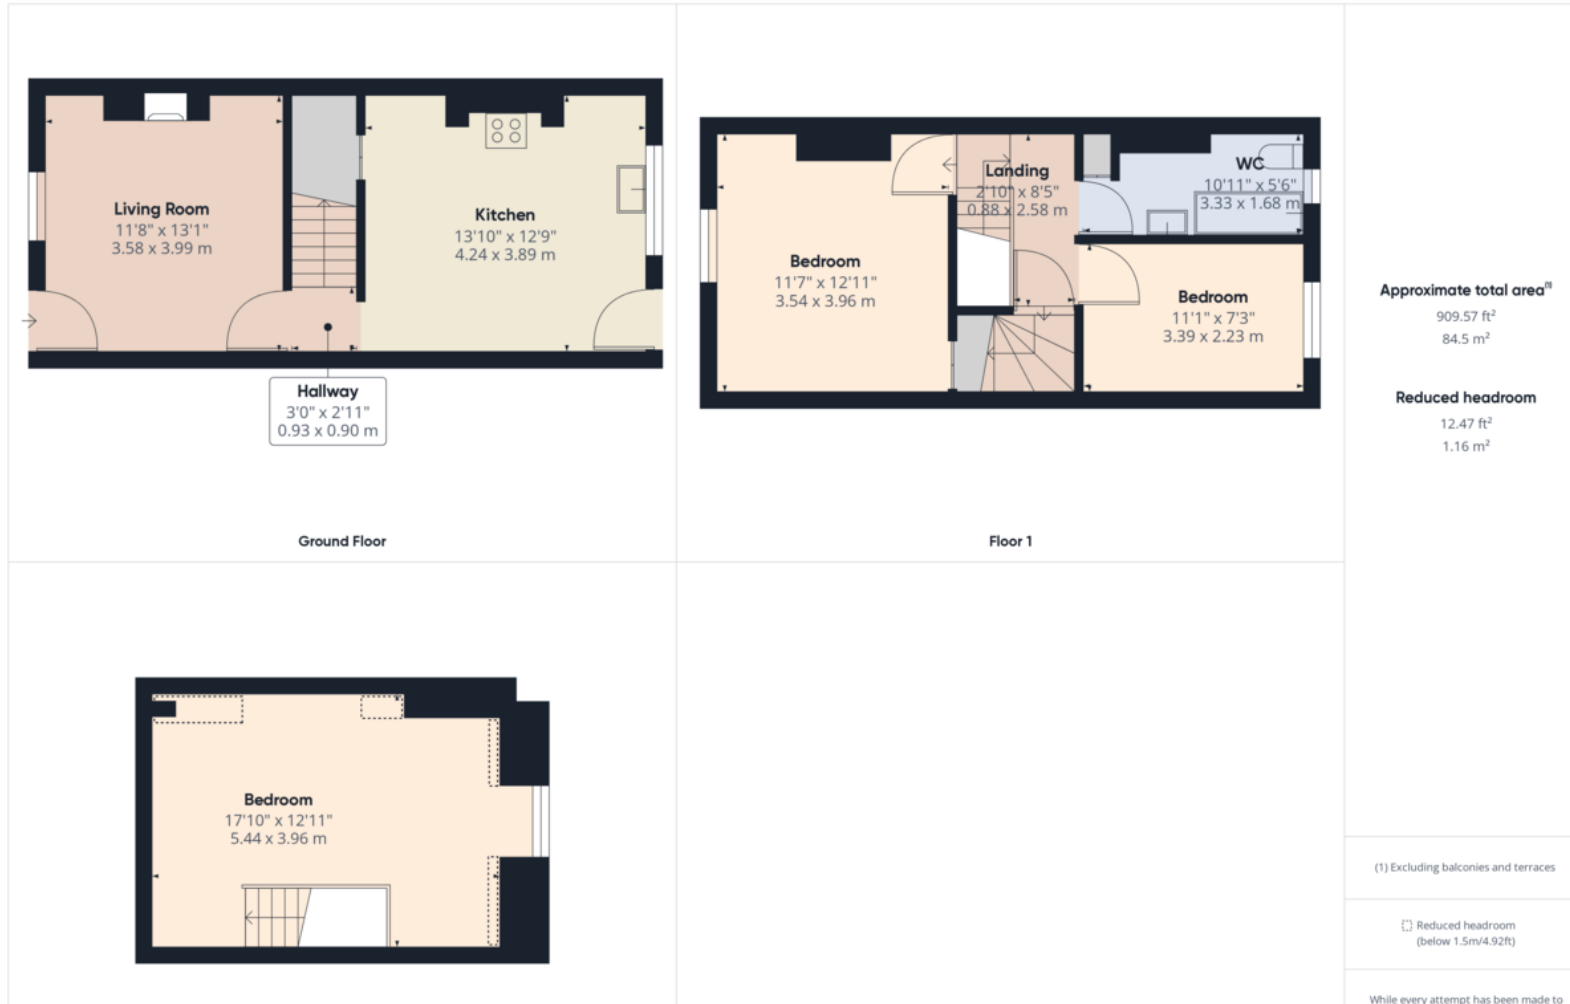 Living Room
11'8" x 13'1"
3.58 x 3.99 m
Kitchen
13'10" x 12'9"
4.24 x 3.89 m
Hallway
3'0" x 2'11"
0.93 x 0.90 m
Ground Floor
Landing
2'10" x 8'5"
0.88 x 2.58 m
WC
10'11" x 5'6"
3.33 x 1.68 m
Bedroom
11'7" x 12'11"
3.54 x 3.96 m
Bedroom
11'1" x 7'3"
3.39 x 2.23 m
Floor 1
Bedroom
17'10" x 12'11"
5.44 x 3.96 m
Approximate total area(1)
909.57 ft²
84.5 m²
Reduced headroom
12.47 ft²
1.16 m²
(1) Excluding balconies and terraces
Reduced headroom
(below 1.5m/4.92ft)
While every attempt has been made to